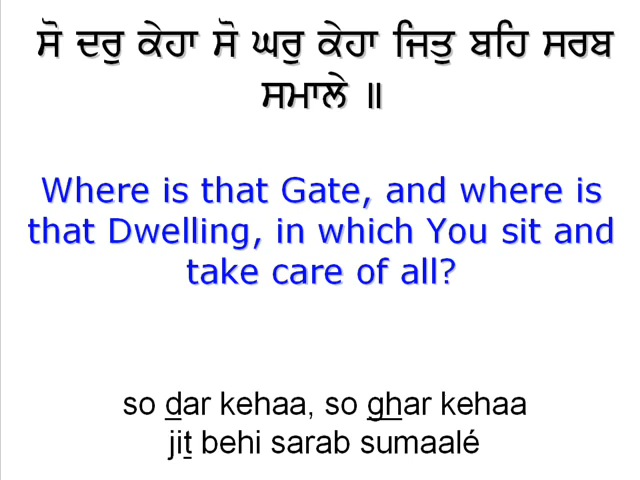 ਸੋ ਦਰੁ ਕੇਹਾ ਸੋ ਘਰੁ ਕੇਹਾ ਜਿਤੁ ਬਹਿ ਸਰਬ
ਸਮਾਲੇ ॥
Where is that Gate, and where is
that Dwelling, in which You sit and
take care of all?
so dar kehaa, so ghar kehaa
jit behi sarab sumaalé